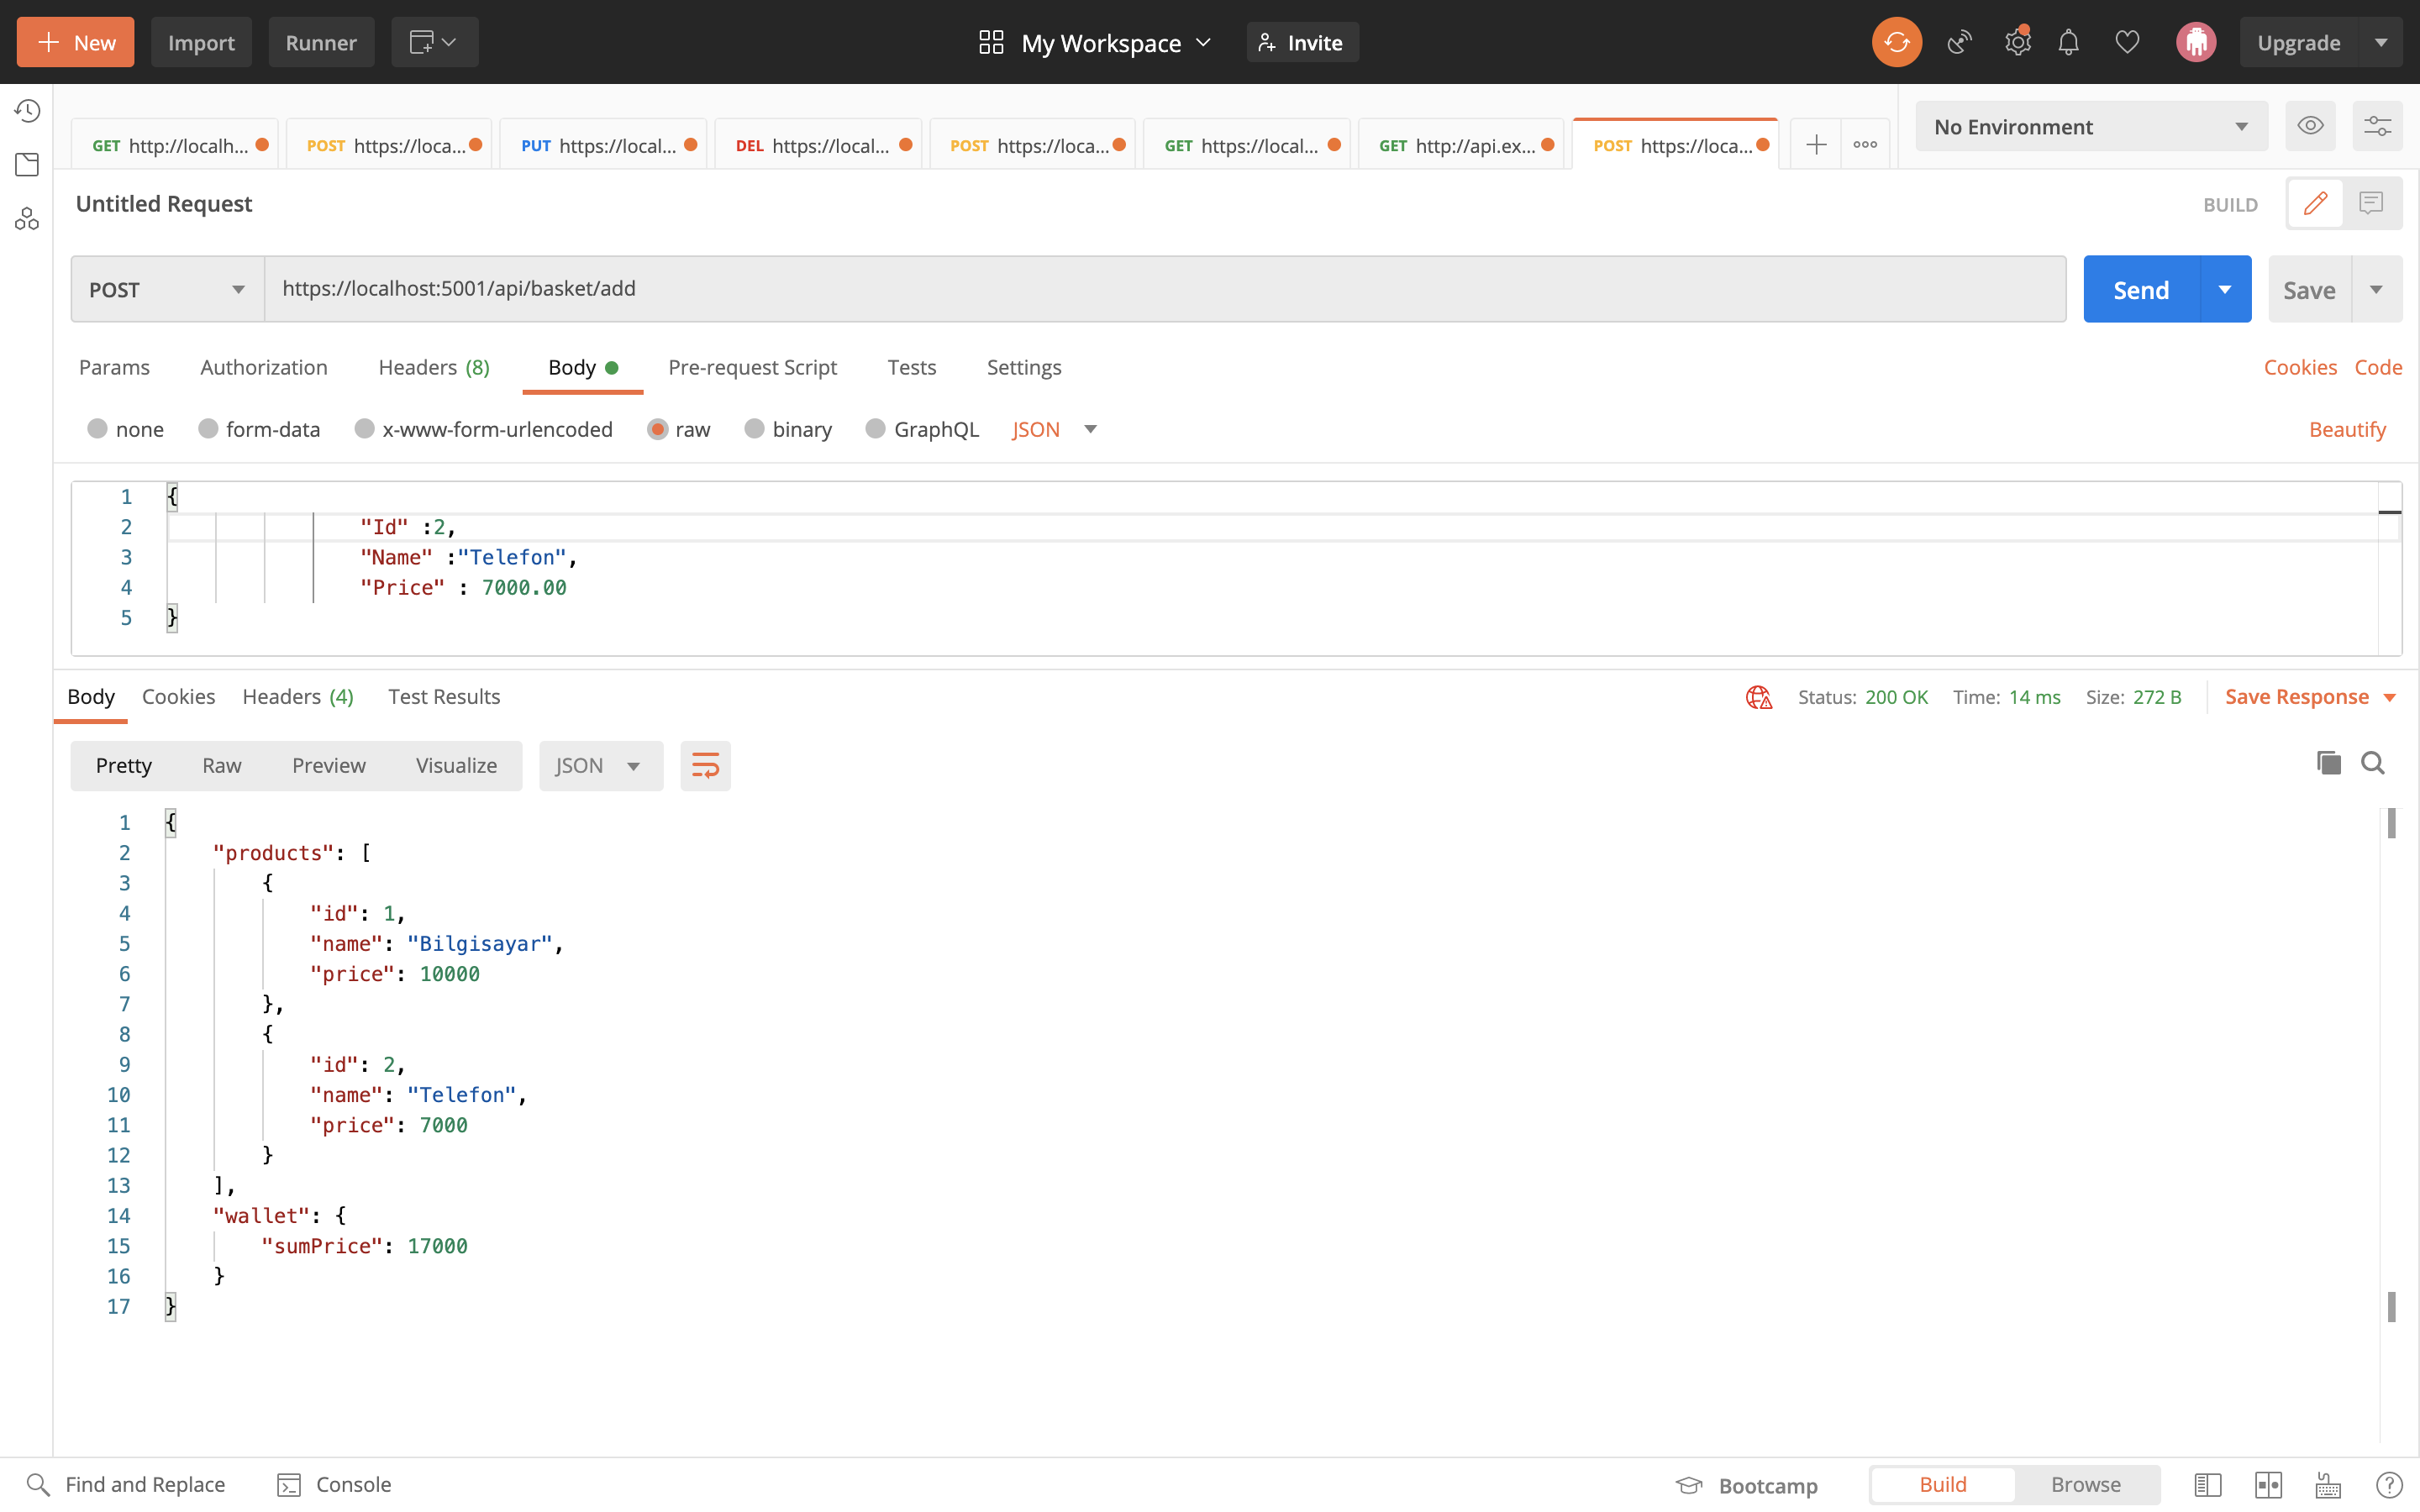 New Import Runner My Workspace Invite Upgrade
GET http://localh... POST https://loca... PUT https://local... DEL https://local... POST https://loca... GET https://local... GET http://api.ex... POST https://loca... No Environment
Untitled Request BUILD
POST https://localhost:5001/api/basket/add Send Save
Params Authorization Headers (8) Body Pre-request Script Tests Settings Cookies Code
none form-data x-www-form-urlencoded raw binary GraphQL JSON Beautify
1 {
2 "Id" :2,
3 "Name" :"Telefon",
4 "Price" : 7000.00
5 }
Body Cookies Headers (4) Test Results Status: 200 OK Time: 14 ms Size: 272 B Save Response
Pretty Raw Preview Visualize JSON
1 {
2 "products": [
3 {
4 "id": 1,
5 "name": "Bilgisayar",
6 "price": 10000
7 },
8 {
9 "id": 2,
10 "name": "Telefon",
11 "price": 7000
12 }
13 ],
14 "wallet": {
15 "sumPrice": 17000
16 }
17 }
Find and Replace Console Bootcamp Build Browse